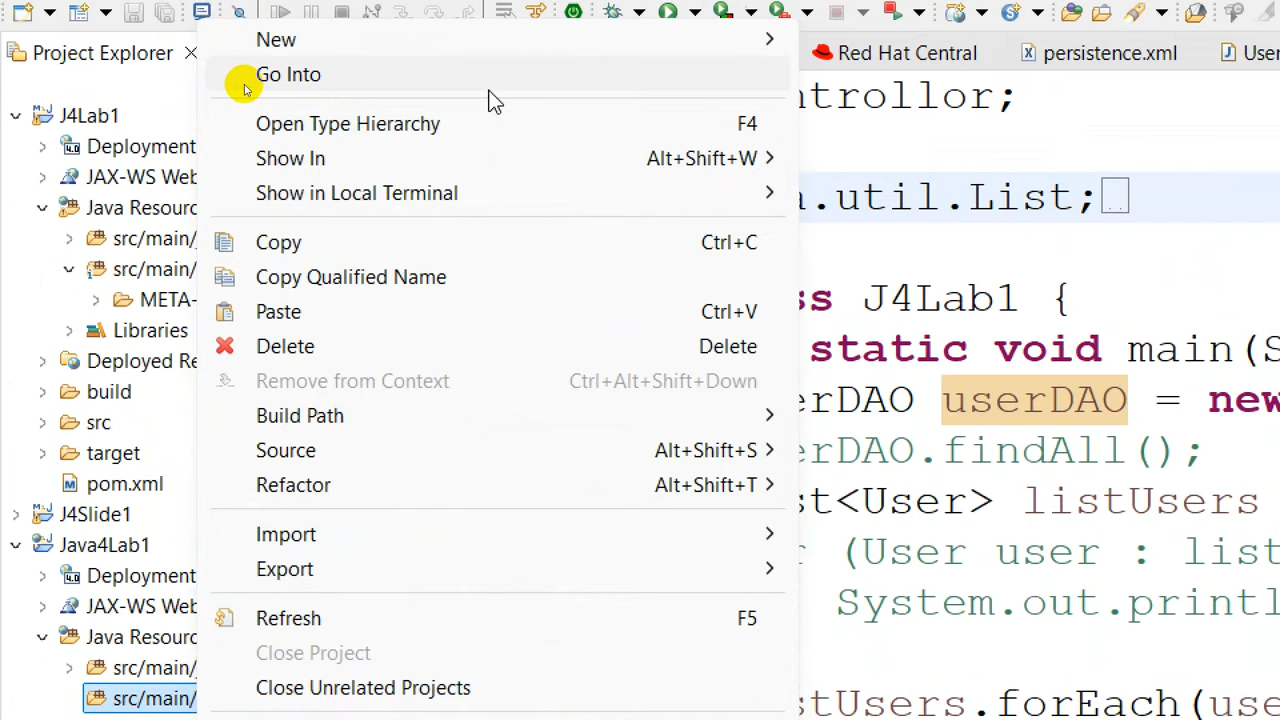 Project Explorer
J4Lab1
Deployment
JAX-WS Web
Java Resourc
src/main/
src/main/
META-
Libraries
Deployed Re
build
src
target
pom.xml
J4Slide1
Java4Lab1
Deployment
JAX-WS Web
Java Resourc
src/main/
src/main/
New
Go Into
Open Type Hierarchy F4
Show In Alt+Shift+W
Show in Local Terminal
Copy Ctrl+C
Copy Qualified Name
Paste Ctrl+V
Delete Delete
Remove from Context Ctrl+Alt+Shift+Down
Build Path
Source Alt+Shift+S
Refactor Alt+Shift+T
Import
Export
Refresh F5
Close Project
Close Unrelated Projects
Red Hat Central persistence.xml User
ntrollor;
a.util.List;
ss J4Lab1 {
static void main(S
erDAO userDAO = new
erDAO.findAll();
st<User> listUsers
r (User user : list
System.out.printl
stUsers.forEach(use